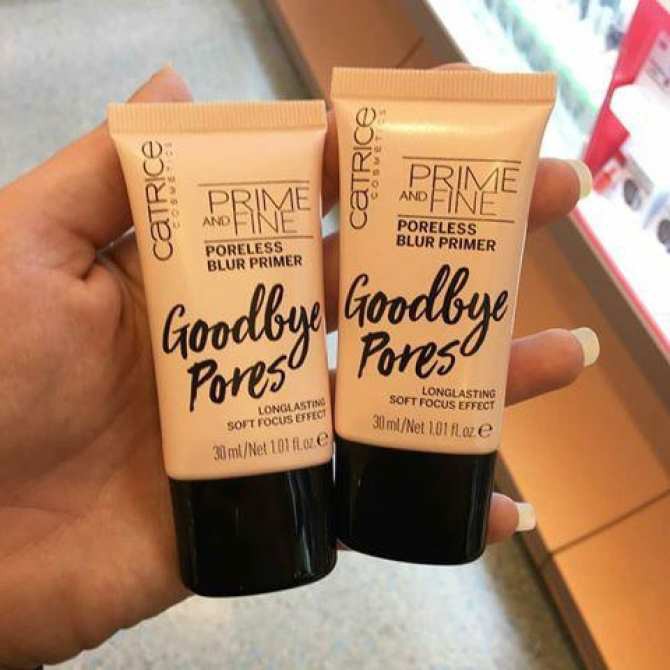 CATRICE
COSMETICS
PRIME
AND FINE
PORELESS
BLUR PRIMER
Goodbye
Pores
LONGLASTING
SOFT FOCUS EFFECT
30 ml/Net 1.01 fl. oz. ℮
CATRICE
COSMETICS
PRIME
AND FINE
PORELESS
BLUR PRIMER
Goodbye
Pores
LONGLASTING
SOFT FOCUS EFFECT
30 ml/Net 1.01 fl. oz. ℮